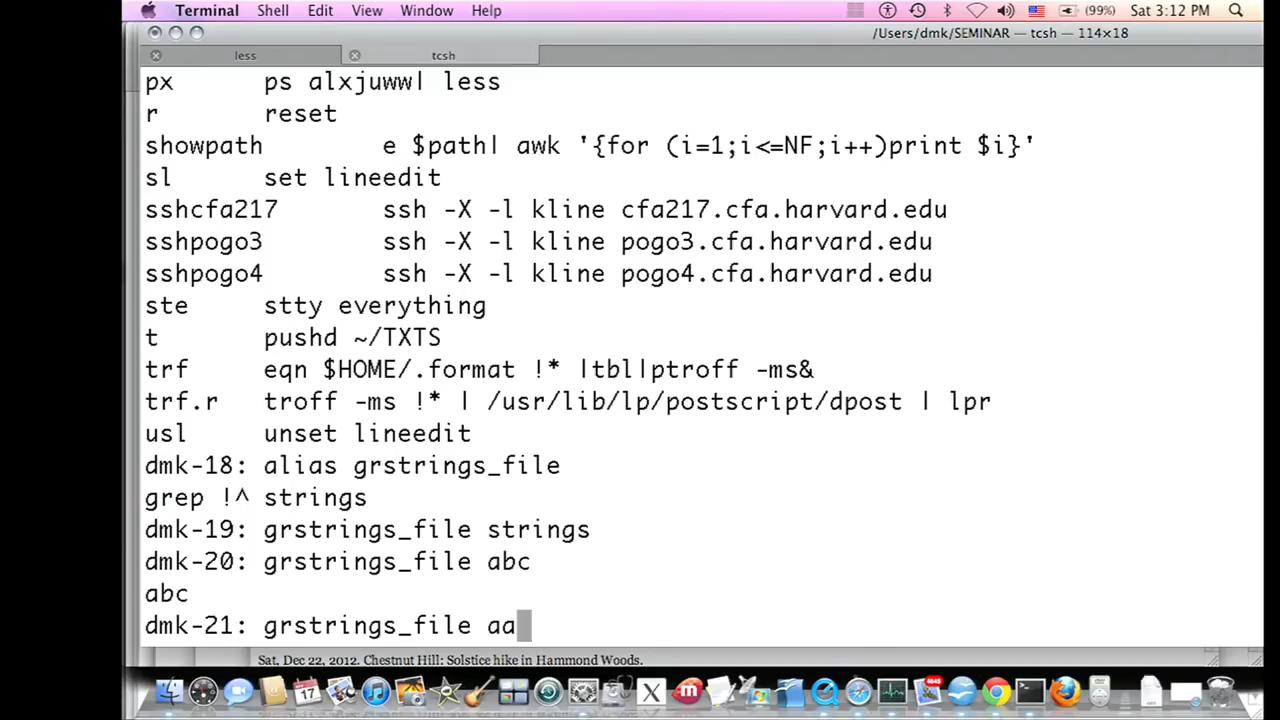 Terminal Shell Edit View Window Help (99%) Sat 3:12 PM
/Users/dmk/SEMINAR — tcsh — 114×18
less tcsh
px ps alxjuww| less
r reset
showpath e $path| awk '{for (i=1;i<=NF;i++)print $i}'
sl set lineedit
sshcfa217 ssh -X -l kline cfa217.cfa.harvard.edu
sshpogo3 ssh -X -l kline pogo3.cfa.harvard.edu
sshpogo4 ssh -X -l kline pogo4.cfa.harvard.edu
ste stty everything
t pushd ~/TXTS
trf eqn $HOME/.format !* |tbl|ptroff -ms&
trf.r troff -ms !* | /usr/lib/lp/postscript/dpost | lpr
usl unset lineedit
dmk-18: alias grstrings_file
grep !^ strings
dmk-19: grstrings_file strings
dmk-20: grstrings_file abc
abc
dmk-21: grstrings_file aa
Sat, Dec 22, 2012. Chestnut Hill: Solstice hike in Hammond Woods.
17
X m